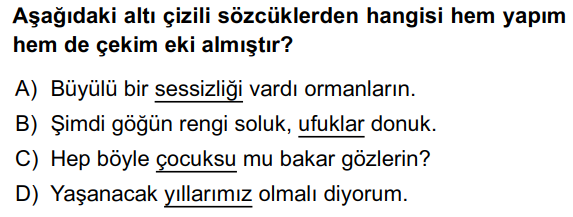 Aşağıdaki altı çizili sözcüklerden hangisi hem yapım
hem de çekim eki almıştır?
A) Büyülü bir sessizliği vardı ormanların.
B) Şimdi göğün rengi soluk, ufuklar donuk.
C) Hep böyle çocuksu mu bakar gözlerin?
D) Yaşanacak yıllarımız olmalı diyorum.